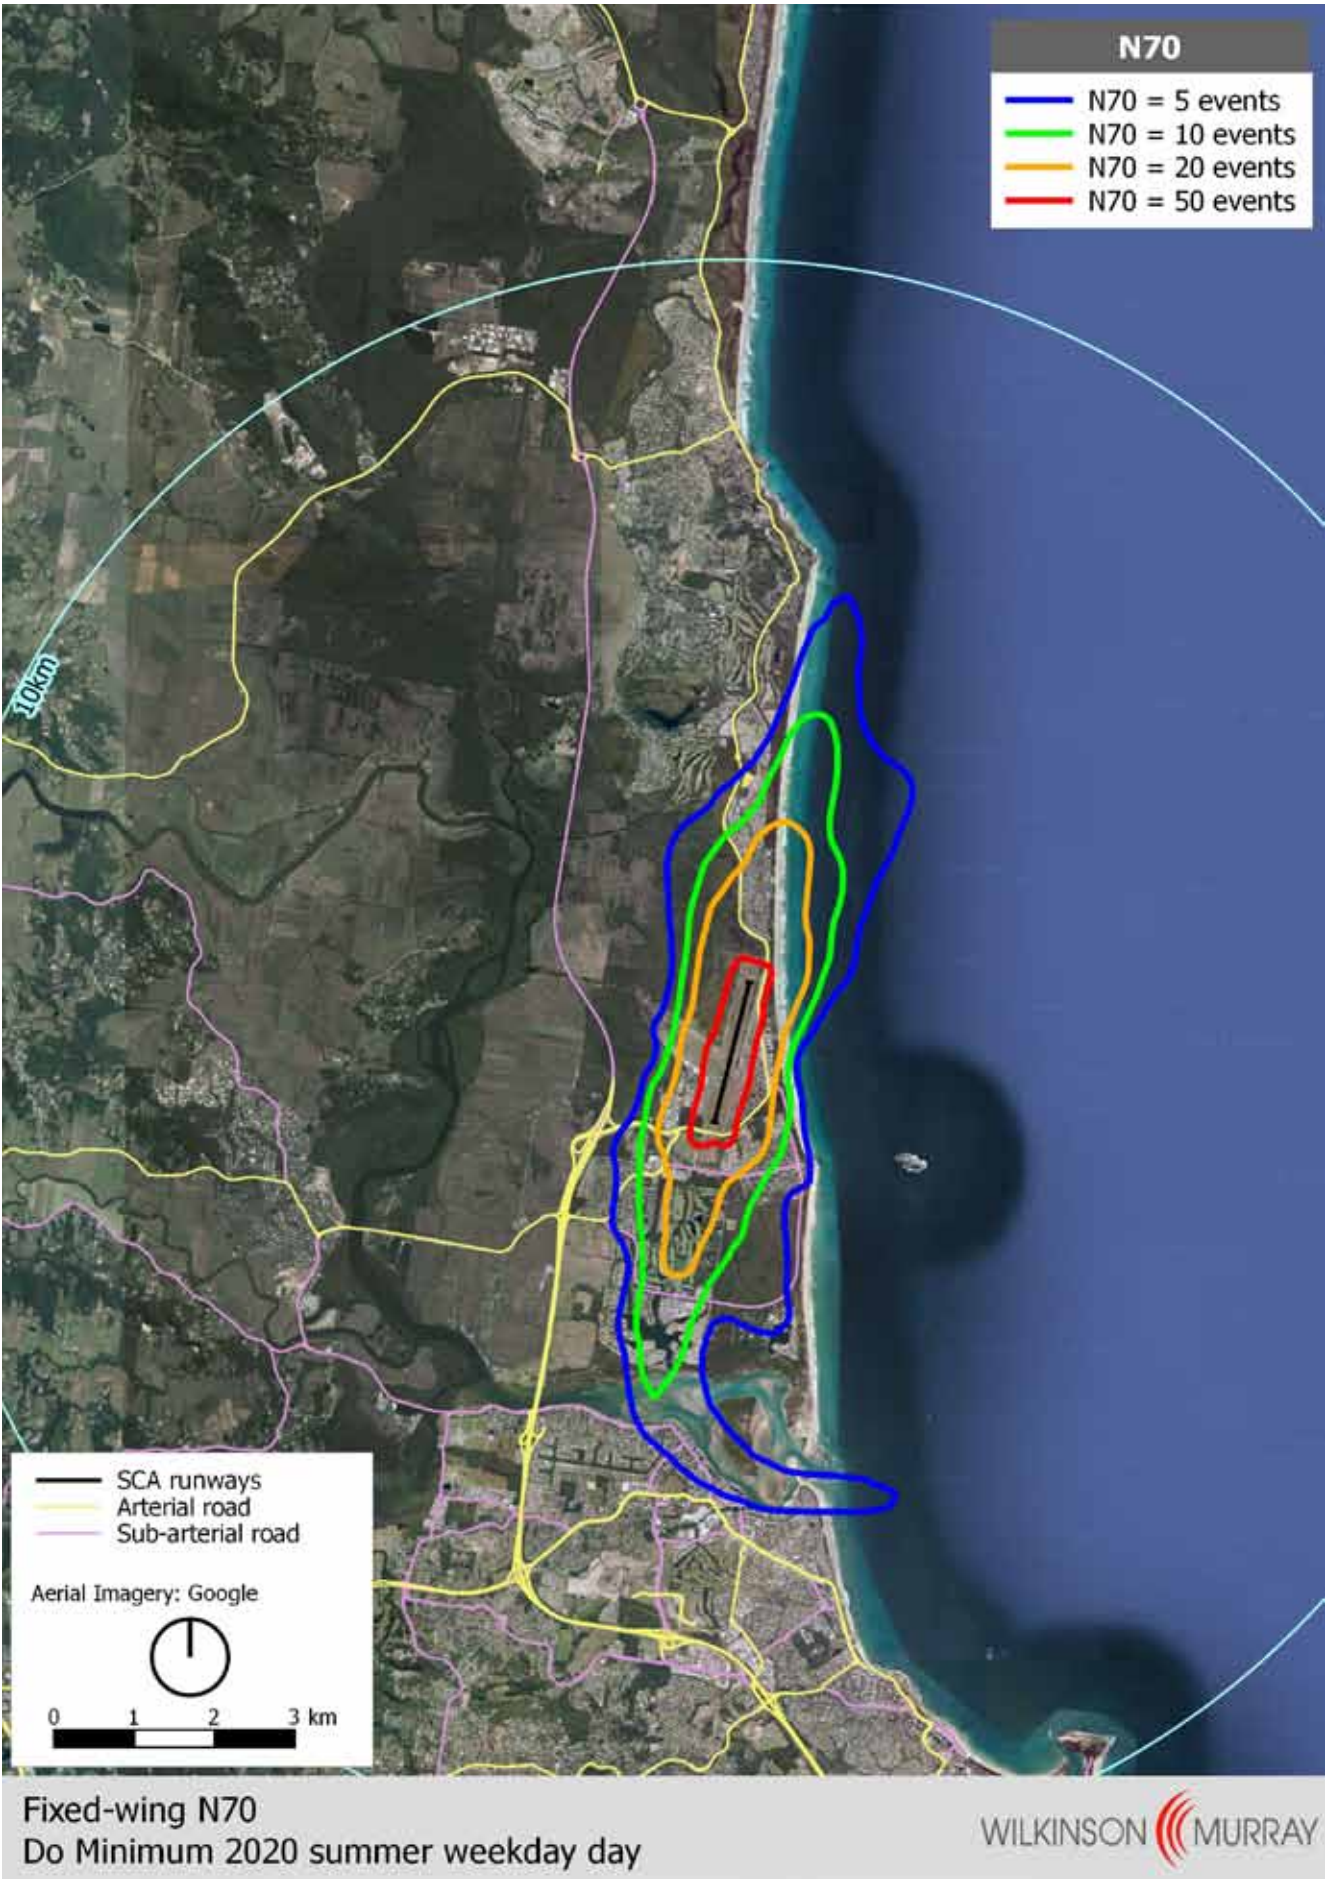 N70
N70 = 5 events
N70 = 10 events
N70 = 20 events
N70 = 50 events
10km
SCA runways
Arterial road
Sub-arterial road
Aerial Imagery: Google
0 1 2 3 km
Fixed-wing N70
Do Minimum 2020 summer weekday day
WILKINSON MURRAY